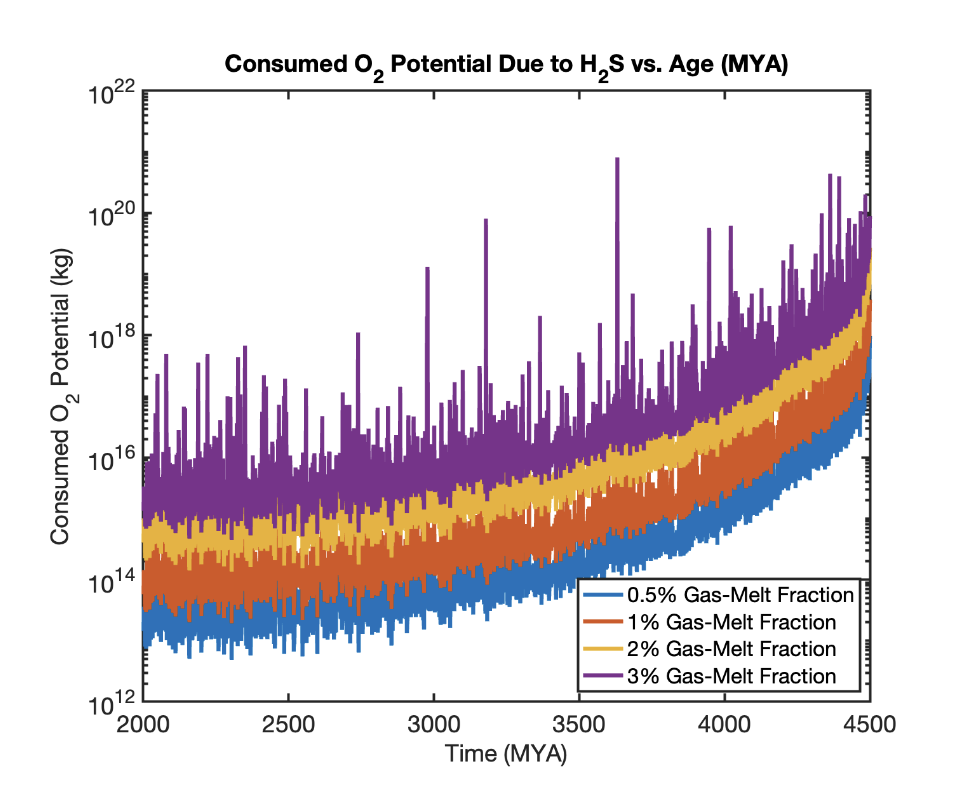 Consumed O2 Potential Due to H2S vs. Age (MYA)
Consumed O2 Potential (kg)
10^22
10^20
10^18
10^16
10^14
10^12
2000 2500 3000 3500 4000 4500
Time (MYA)
0.5% Gas-Melt Fraction
1% Gas-Melt Fraction
2% Gas-Melt Fraction
3% Gas-Melt Fraction